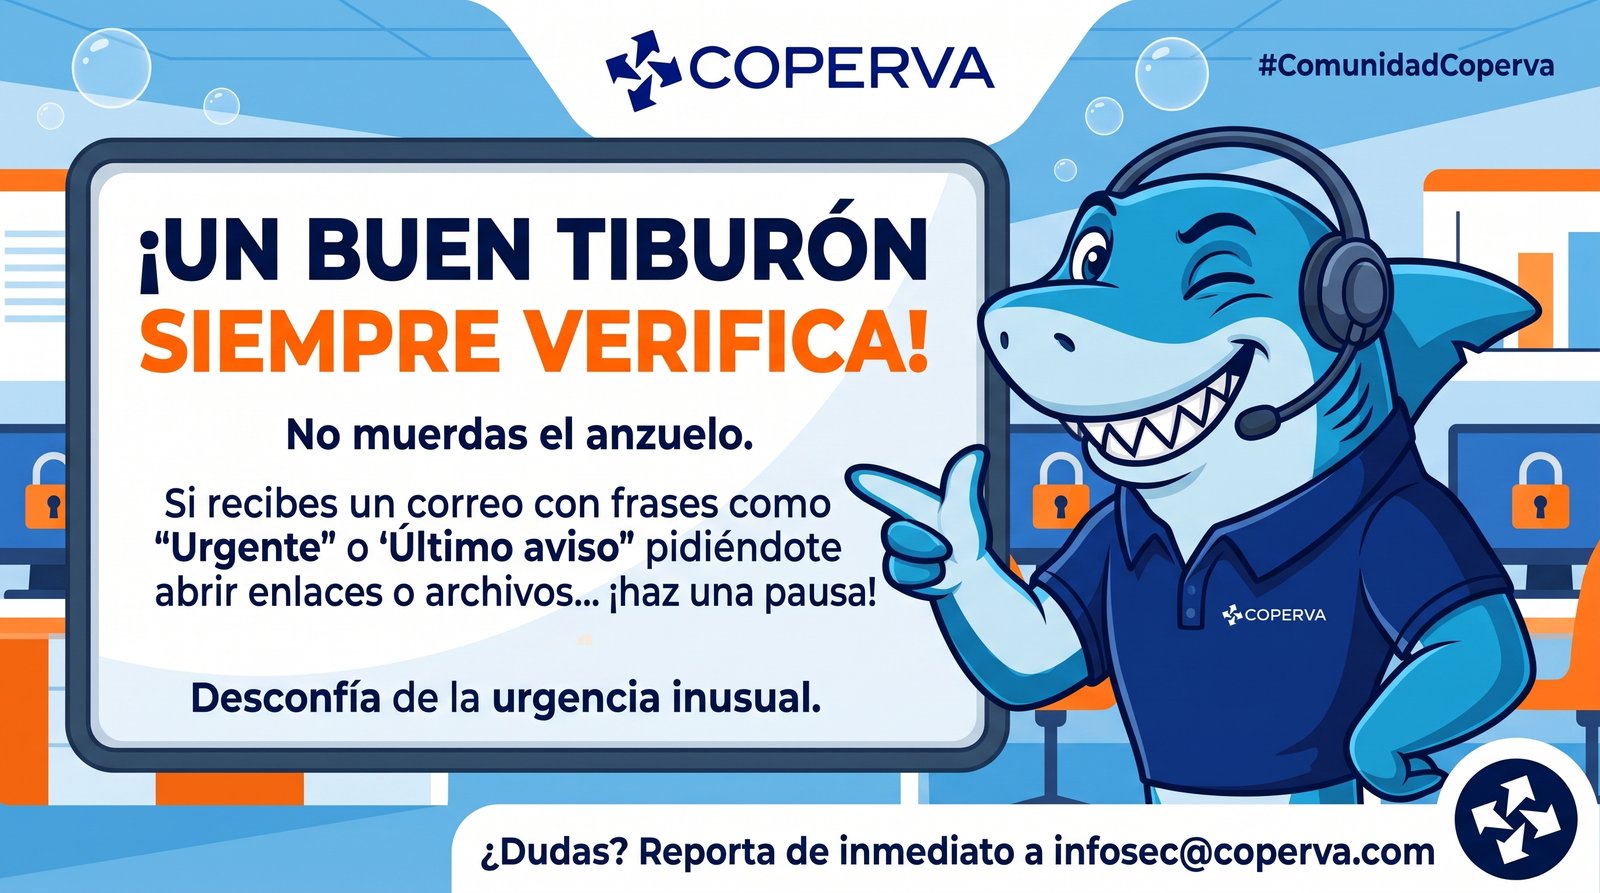 COPERVA
#ComunidadCoperva
¡UN BUEN TIBURÓN
SIEMPRE VERIFICA!
No muerdas el anzuelo.
Si recibes un correo con frases como
“Urgente” o ‘Último aviso” pidiéndote
abrir enlaces o archivos... ¡haz una pausa!
Desconfía de la urgencia inusual.
COPERVA
¿Dudas? Reporta de inmediato a infosec@coperva.com